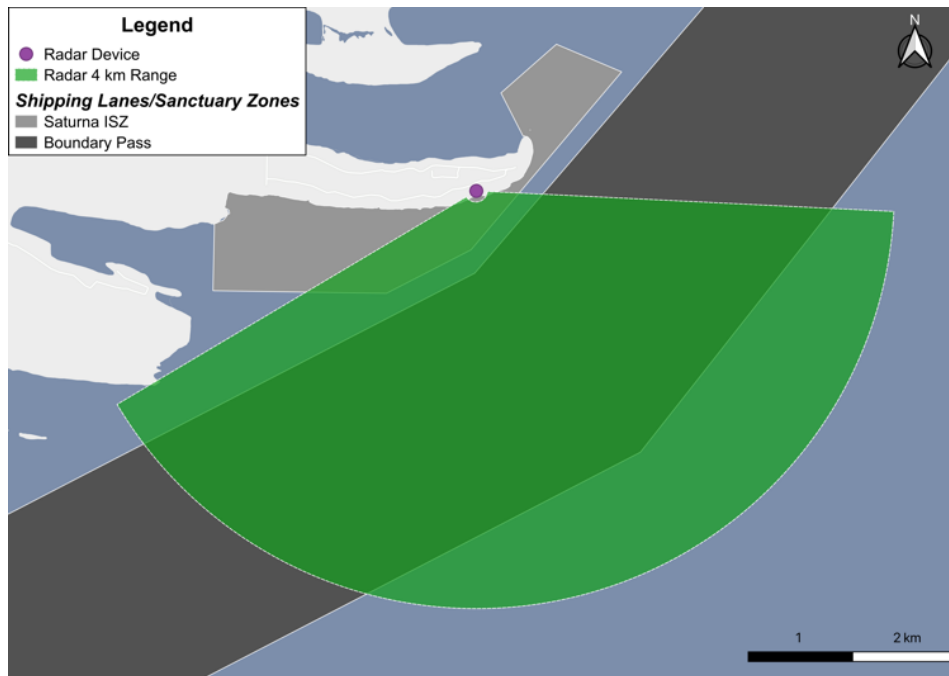 Legend
Radar Device
Radar 4 km Range
Shipping Lanes/Sanctuary Zones
Saturna ISZ
Boundary Pass
N
1 2 km